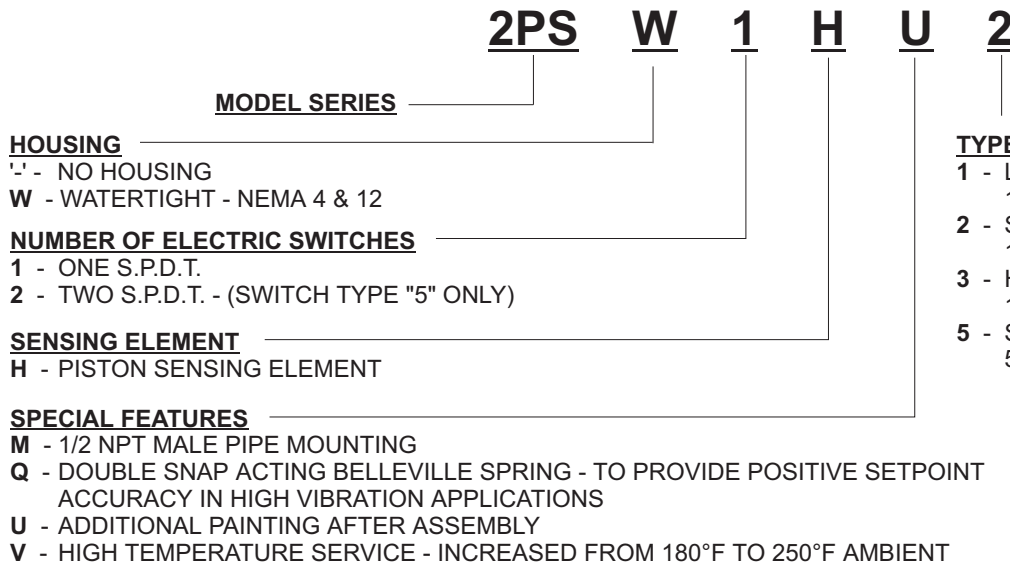 2PS W 1 H U 2
MODEL SERIES
HOUSING
'-' - NO HOUSING
W - WATERTIGHT - NEMA 4 & 12
NUMBER OF ELECTRIC SWITCHES
1 - ONE S.P.D.T.
2 - TWO S.P.D.T. - (SWITCH TYPE "5" ONLY)
SENSING ELEMENT
H - PISTON SENSING ELEMENT
SPECIAL FEATURES
M - 1/2 NPT MALE PIPE MOUNTING
Q - DOUBLE SNAP ACTING BELLEVILLE SPRING - TO PROVIDE POSITIVE SETPOINT
ACCURACY IN HIGH VIBRATION APPLICATIONS
U - ADDITIONAL PAINTING AFTER ASSEMBLY
V - HIGH TEMPERATURE SERVICE - INCREASED FROM 180°F TO 250°F AMBIENT
TYPE
1 -
2 -
3 -
5 -